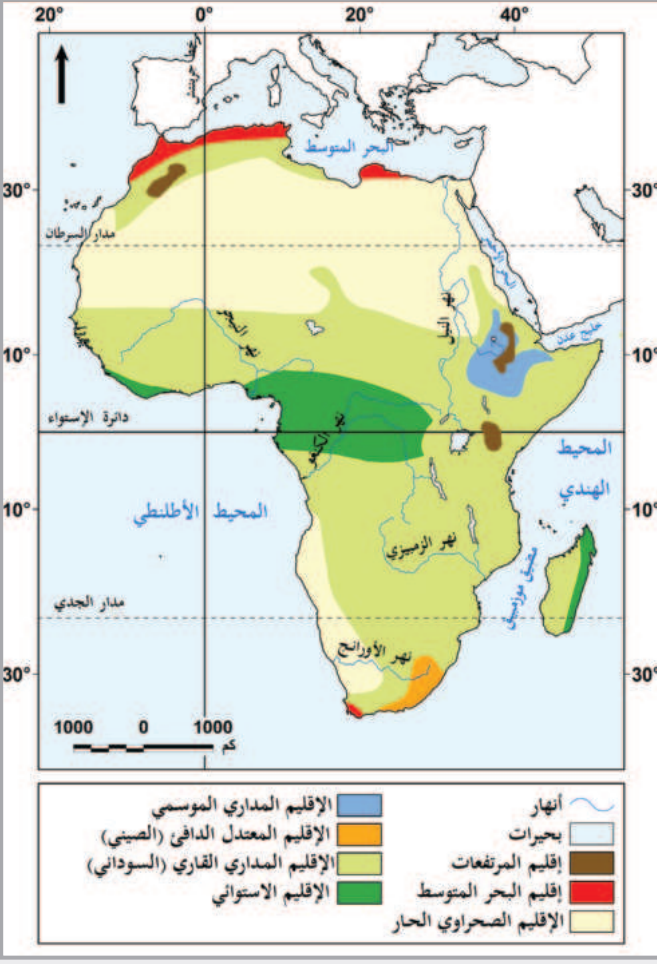 20° 0° 20° 40°
خط جرينتش
البحر المتوسط
30° 30°
مدار السرطان
البحر الأحمر
نهر النيل
نهر النيجر
خليج عدن
10° 10°
دائرة الإستواء
نهر الكنغو
المحيط
الهندي
المحيط الأطلنطي
10° 10°
نهر الزمبيزي
مضيق موزمبيق
مدار الجدي
نهر الأورانج
30° 30°
1000 0 1000
كم
أنهار
بحيرات
إقليم المرتفعات
إقليم البحر المتوسط
الإقليم الصحراوي الحار
الإقليم المداري الموسمي
الإقليم المعتدل الدافئ (الصيني)
الإقليم المداري القاري (السوداني)
الإقليم الاستوائي